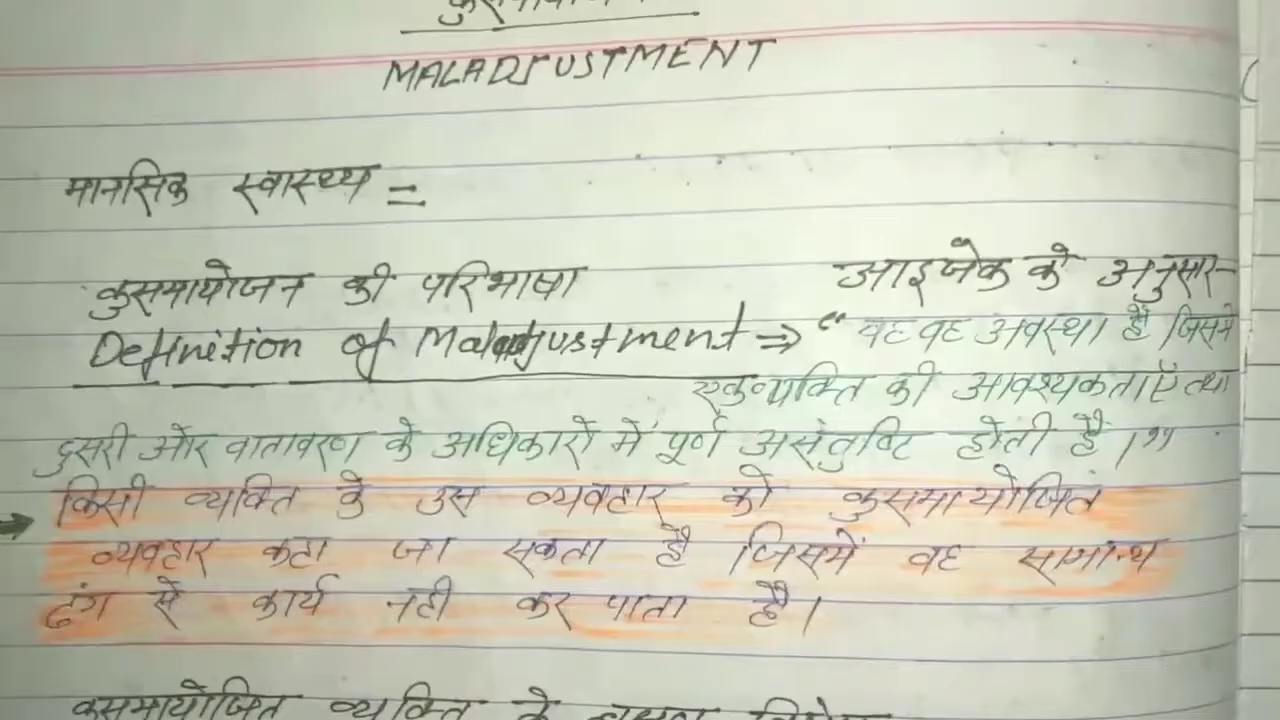 MALADJUSTMENT
मानसिक स्वास्थ्य =
कुसमायोजन की परिभाषा आइजेक के अनुसार-
Definition of Maladjustment ⇒ “वह वह अवस्था है जिसमे
एकव्यक्ति की आवश्यकताएं तथा
दुसरी ओर वातावरण के अधिकारों में पूर्ण असंतुष्टि होती है।”
→ किसी व्यक्ति के उस व्यवहार को कुसमायोजित
व्यवहार कहा जा सकता है जिसमें वह सामान्य
ढंग से कार्य नही कर पाता है।
कुसमायोजित व्यक्ति के